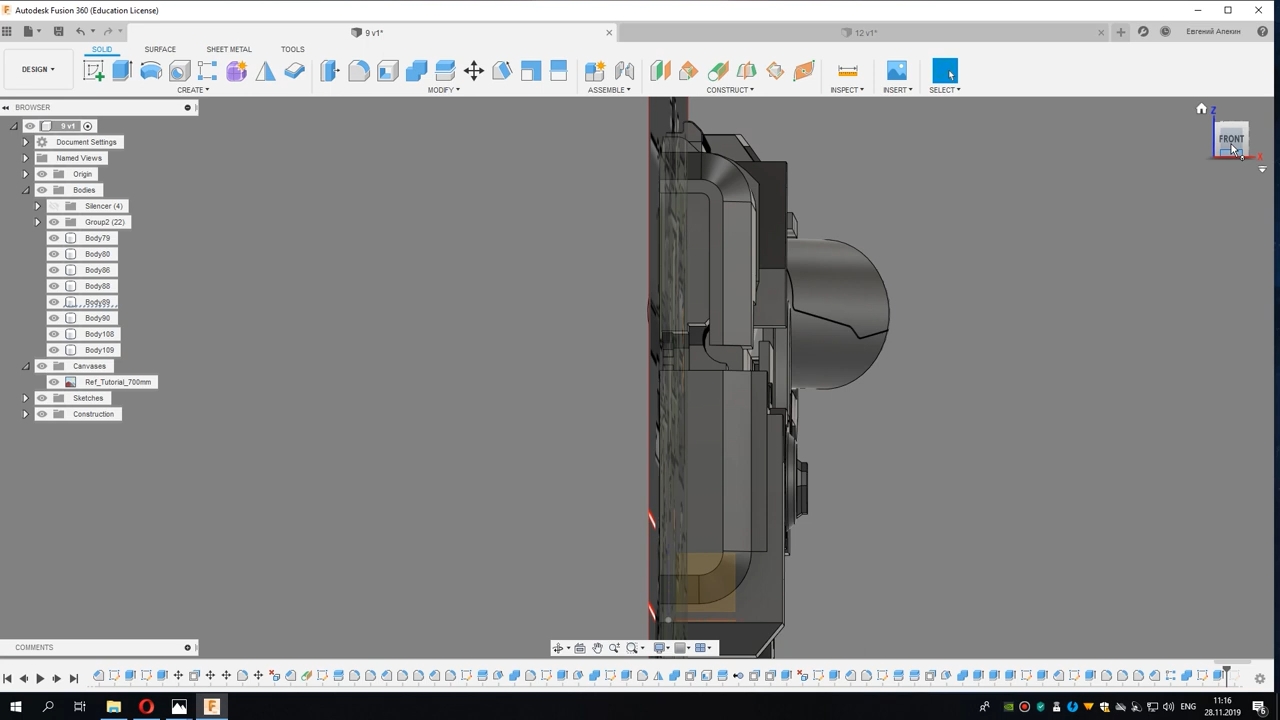 Autodesk Fusion 360 (Education License)
9 v1*
12 v1*
Евгений Апекин
SOLID
SURFACE
SHEET METAL
TOOLS
DESIGN
CREATE
MODIFY
ASSEMBLE
CONSTRUCT
INSPECT
INSERT
SELECT
BROWSER
9 v1
Document Settings
Named Views
Origin
Bodies
Silencer (4)
Group2 (22)
Body79
Body80
Body86
Body88
Body89
Body90
Body108
Body109
Canvases
Ref_Tutorial_700mm
Sketches
Construction
Z
FRONT
X
COMMENTS
ENG
11:16
28.11.2019
6